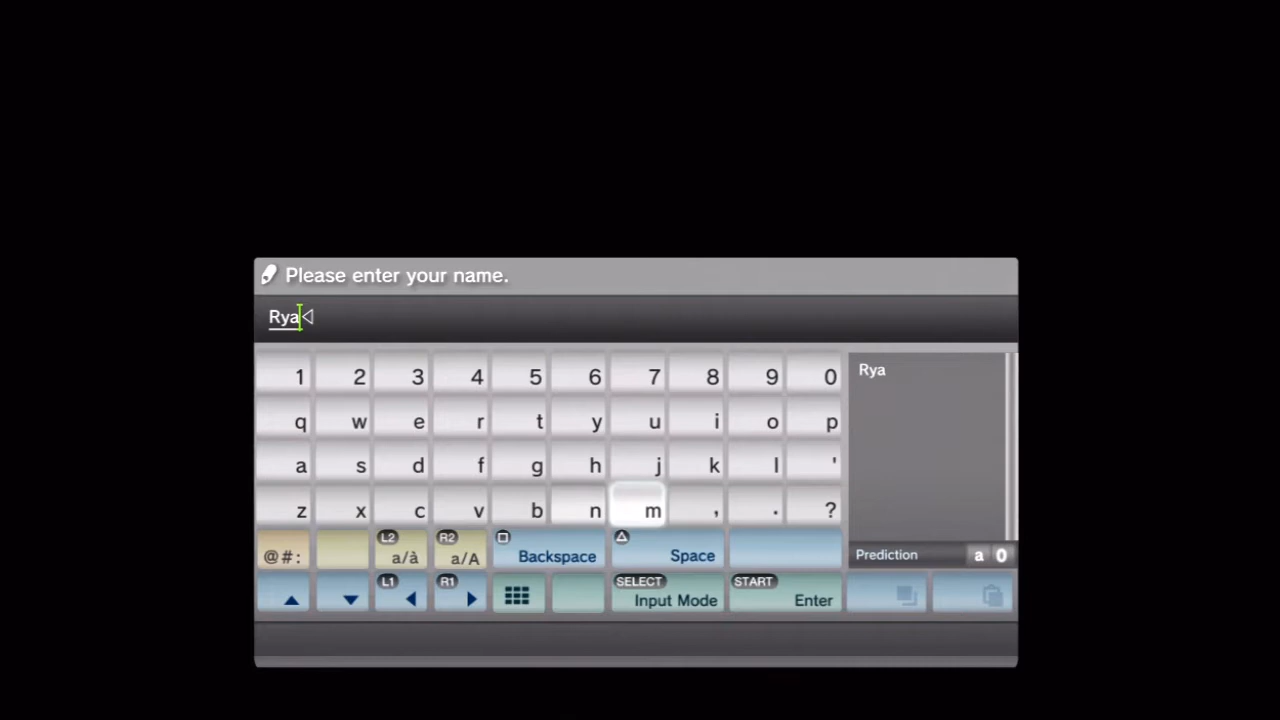 Please enter your name.
Rya
1 2 3 4 5 6 7 8 9 0
q w e r t y u i o p
a s d f g h j k l '
z x c v b n m , . ?
Rya
@#: L2 a/à R2 a/A Backspace Space
Prediction a 0
L1 R1 SELECT Input Mode START Enter